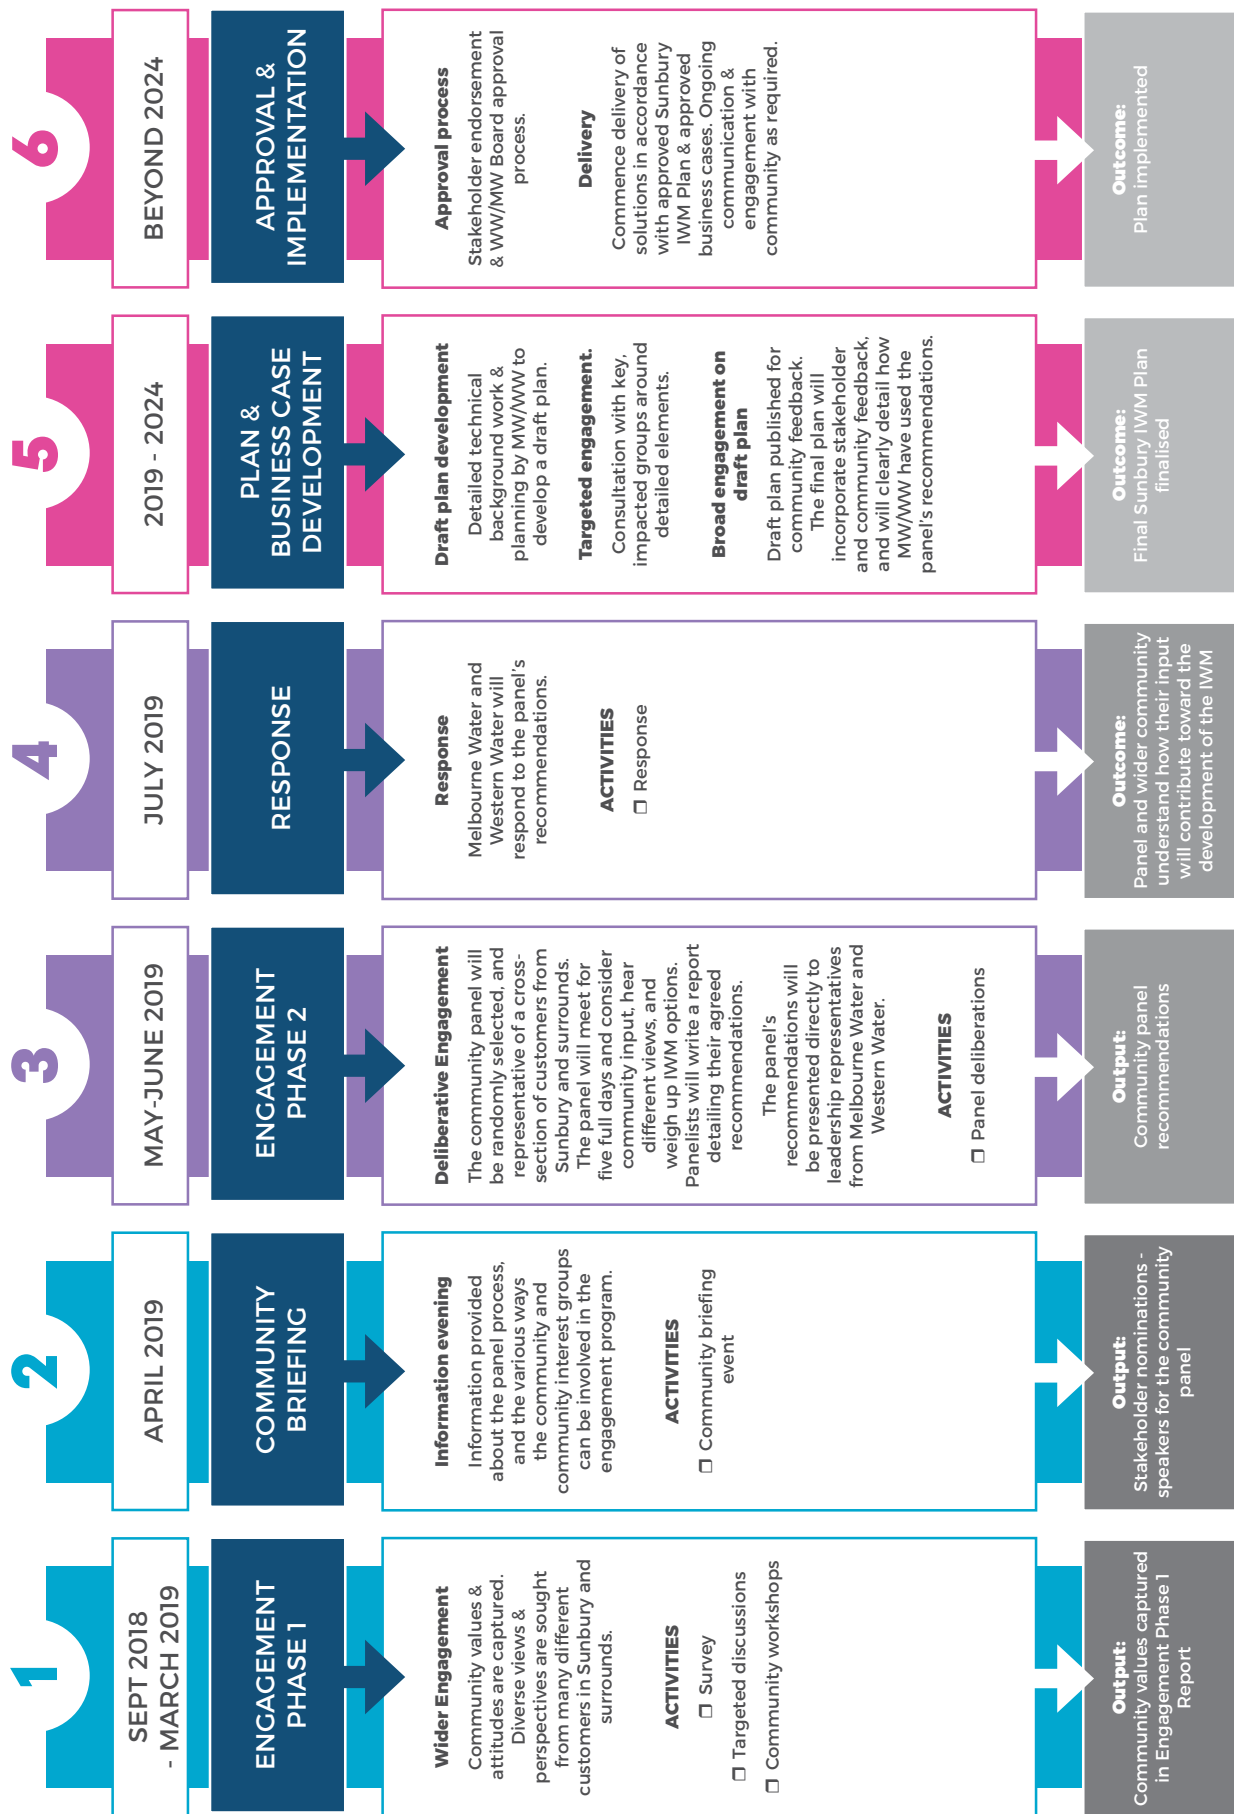 1
SEPT 2018
- MARCH 2019
ENGAGEMENT
PHASE 1
Wider Engagement
Community values &
attitudes are captured.
Diverse views &
perspectives are sought
from many different
customers in Sunbury and
surrounds.
ACTIVITIES
❒ Survey
❒ Targeted discussions
❒ Community workshops
Output:
Community values captured
in Engagement Phase 1
Report
2
APRIL 2019
COMMUNITY
BRIEFING
Information evening
Information provided
about the panel process,
and the various ways
the community and
community interest groups
can be involved in the
engagement program.
ACTIVITIES
❒ Community briefing
event
Output:
Stakeholder nominations -
speakers for the community
panel
3
MAY-JUNE 2019
ENGAGEMENT
PHASE 2
Deliberative Engagement
The community panel will
be randomly selected, and
representative of a cross-
section of customers from
Sunbury and surrounds.
The panel will meet for
five full days and consider
community input, hear
different views, and
weigh up IWM options.
Panelists will write a report
detailing their agreed
recommendations.
The panel's
recommendations will
be presented directly to
leadership representatives
from Melbourne Water and
Western Water.
ACTIVITIES
❒ Panel deliberations
Output:
Community panel
recommendations
4
JULY 2019
RESPONSE
Response
Melbourne Water and
Western Water will
respond to the panel's
recommendations.
ACTIVITIES
❒ Response
Outcome:
Panel and wider community
understand how their input
will contribute toward the
development of the IWM
5
2019 - 2024
PLAN &
BUSINESS CASE
DEVELOPMENT
Draft plan development
Detailed technical
background work &
planning by MW/WW to
develop a draft plan.
Targeted engagement.
Consultation with key,
impacted groups around
detailed elements.
Broad engagement on
draft plan
Draft plan published for
community feedback.
The final plan will
incorporate stakeholder
and community feedback,
and will clearly detail how
MW/WW have used the
panel's recommendations.
Outcome:
Final Sunbury IWM Plan
finalised
6
BEYOND 2024
APPROVAL &
IMPLEMENTATION
Approval process
Stakeholder endorsement
& WW/MW Board approval
process.
Delivery
Commence delivery of
solutions in accordance
with approved Sunbury
IWM Plan & approved
business cases. Ongoing
communication &
engagement with
community as required.
Outcome:
Plan implemented